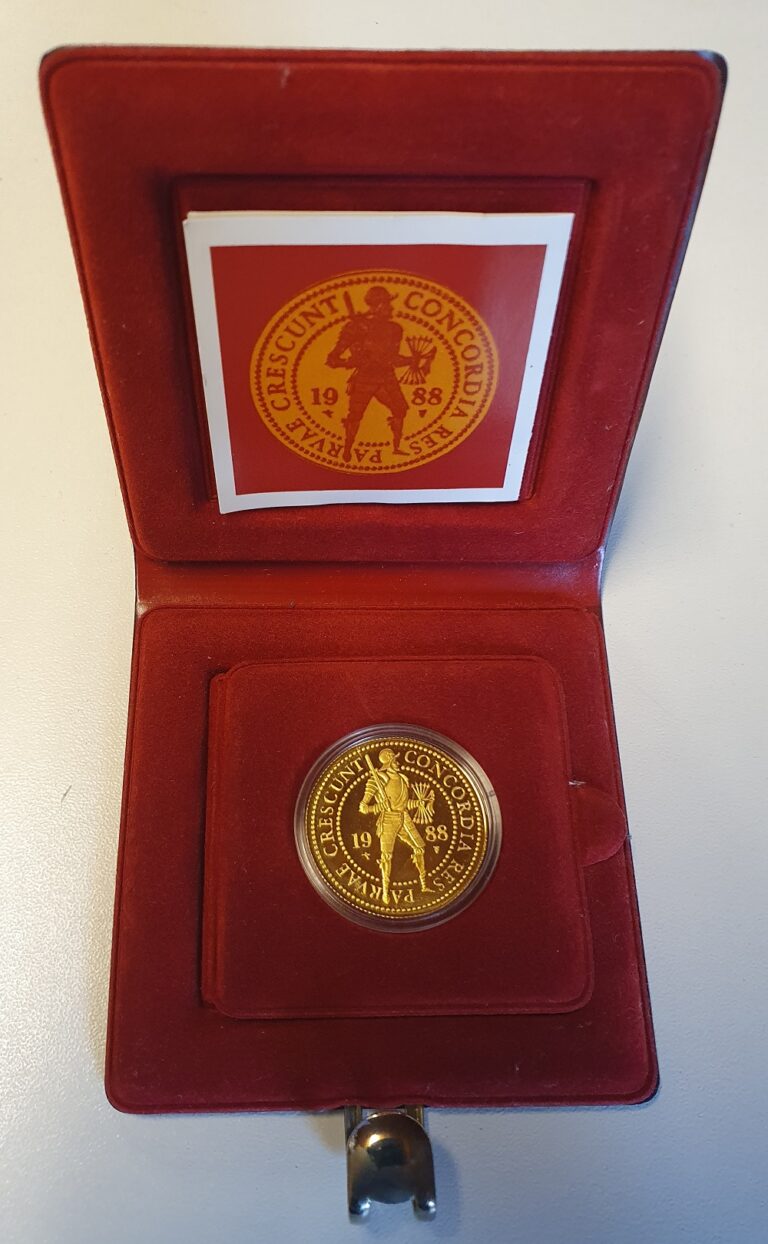 CONCORDIA RES PARVAE CRESCUNT
19 88
CONCORDIA RES PARVAE CRESCUNT
19 88